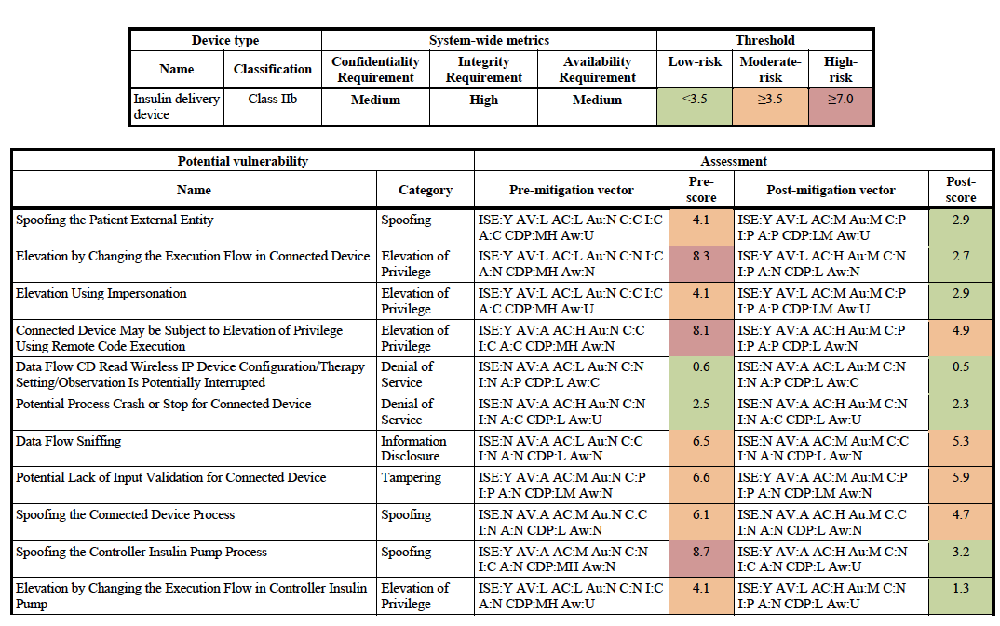 Device type System-wide metrics Threshold
Name Classification Confidentiality Requirement Integrity Requirement Availability Requirement Low-risk Moderate-risk High-risk
Insulin delivery device Class IIb Medium High Medium <3.5 ≥3.5 ≥7.0
Potential vulnerability Assessment
Name Category Pre-mitigation vector Pre-score Post-mitigation vector Post-score
Spoofing the Patient External Entity Spoofing ISE:Y AV:L AC:L Au:N C:C I:C 4.1 ISE:Y AV:L AC:M Au:M C:P 2.9
A:C CDP:MH Aw:U I:P A:P CDP:LM Aw:U
Elevation by Changing the Execution Flow in Connected Device Elevation of ISE:Y AV:L AC:L Au:N C:N I:C 8.3 ISE:Y AV:L AC:H Au:M C:N 2.7
Privilege A:N CDP:MH Aw:N I:P A:N CDP:L Aw:N
Elevation Using Impersonation Elevation of ISE:Y AV:L AC:L Au:N C:C I:C 4.1 ISE:Y AV:L AC:M Au:M C:P 2.9
Privilege A:C CDP:MH Aw:U I:P A:P CDP:LM Aw:U
Connected Device May be Subject to Elevation of Privilege Elevation of ISE:Y AV:A AC:H Au:N C:C 8.1 ISE:Y AV:A AC:H Au:M C:P 4.9
Using Remote Code Execution Privilege I:C A:C CDP:MH Aw:N I:P A:P CDP:L Aw:N
Data Flow CD Read Wireless IP Device Configuration/Therapy Denial of ISE:N AV:A AC:L Au:N C:N 0.6 ISE:N AV:A AC:L Au:M C:N 0.5
Setting/Observation Is Potentially Interrupted Service I:N A:P CDP:L Aw:C I:N A:P CDP:L Aw:C
Potential Process Crash or Stop for Connected Device Denial of ISE:N AV:A AC:H Au:N C:N 2.5 ISE:N AV:A AC:H Au:M C:N 2.3
Service I:N A:C CDP:L Aw:U I:N A:C CDP:L Aw:U
Data Flow Sniffing Information ISE:N AV:A AC:L Au:N C:C 6.5 ISE:N AV:A AC:M Au:M C:C 5.3
Disclosure I:N A:N CDP:L Aw:N I:N A:N CDP:L Aw:N
Potential Lack of Input Validation for Connected Device Tampering ISE:Y AV:A AC:M Au:N C:P 6.6 ISE:Y AV:A AC:M Au:M C:P 5.9
I:P A:N CDP:LM Aw:N I:P A:N CDP:LM Aw:N
Spoofing the Connected Device Process Spoofing ISE:N AV:A AC:M Au:N C:C 6.1 ISE:N AV:A AC:H Au:M C:C 4.7
I:N A:N CDP:L Aw:N I:N A:N CDP:L Aw:N
Spoofing the Controller Insulin Pump Process Spoofing ISE:Y AV:A AC:M Au:N C:N 8.7 ISE:Y AV:A AC:H Au:M C:N 3.2
I:C A:N CDP:MH Aw:N I:C A:N CDP:L Aw:U
Elevation by Changing the Execution Flow in Controller Insulin Elevation of ISE:Y AV:L AC:L Au:N C:N I:C 4.1 ISE:Y AV:L AC:H Au:M C:N 1.3
Pump Privilege A:N CDP:MH Aw:U I:P A:N CDP:L Aw:U